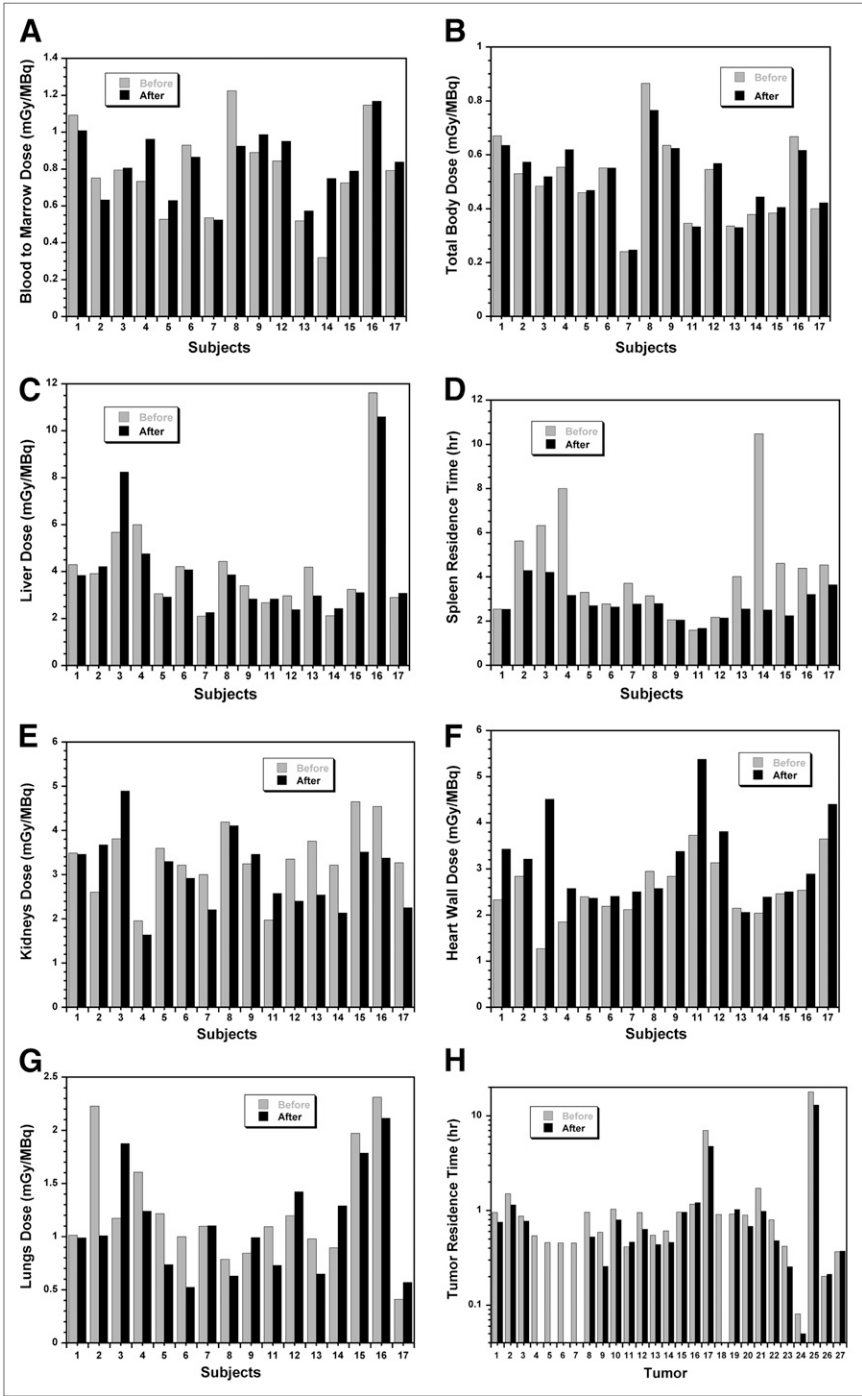 A
Blood to Marrow Dose (mGy/MBq)
1.4
1.2
1
0.8
0.6
0.4
0.2
0
Before
After
1 2 3 4 5 6 7 8 9 12 13 14 15 16 17
Subjects
B
Total Body Dose (mGy/MBq)
1
0.8
0.6
0.4
0.2
0
Before
After
1 2 3 4 5 6 7 8 9 11 12 13 14 15 16 17
Subjects
C
Liver Dose (mGy/MBq)
12
10
8
6
4
2
0
Before
After
1 2 3 4 5 6 7 8 9 11 12 13 14 15 16 17
Subjects
D
Spleen Residence Time (hr)
12
10
8
6
4
2
0
Before
After
1 2 3 4 5 6 7 8 9 11 12 13 14 15 16 17
Subjects
E
Kidneys Dose (mGy/MBq)
6
5
4
3
2
1
0
Before
After
1 2 3 4 5 6 7 8 9 11 12 13 14 15 16 17
Subjects
F
Heart Wall Dose (mGy/MBq)
6
5
4
3
2
1
0
Before
After
1 2 3 4 5 6 7 8 9 11 12 13 14 15 16 17
Subjects
G
Lungs Dose (mGy/MBq)
2.5
2
1.5
1
0.5
0
Before
After
1 2 3 4 5 6 7 8 9 11 12 13 14 15 16 17
Subjects
H
Tumor Residence Time (hr)
10
1
0.1
Before
After
1 2 3 4 5 6 7 8 9 10 11 12 13 14 15 16 17 18 19 20 21 22 23 24 25 26 27
Tumor